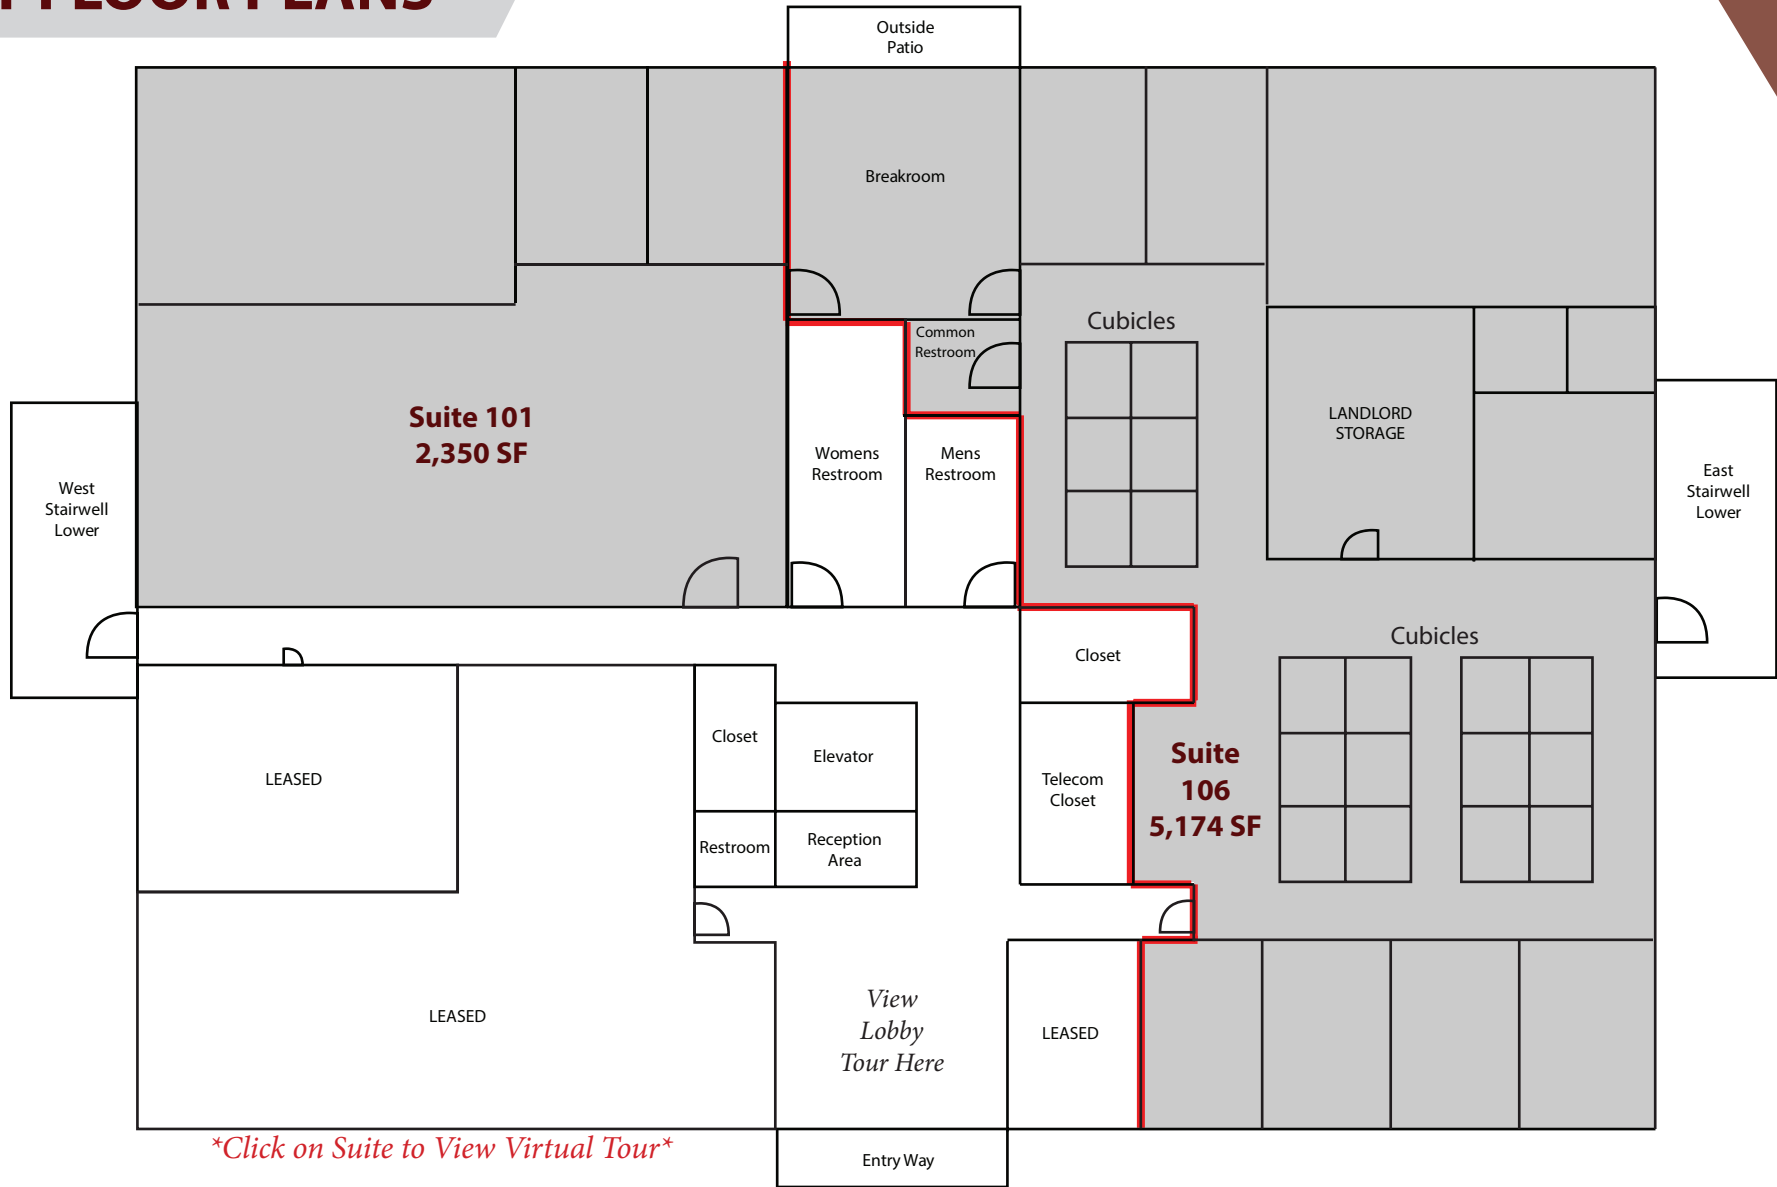 FLOOR PLANS
Outside
Patio
Breakroom
Common
Restroom
Cubicles
Suite 101
2,350 SF
LANDLORD
STORAGE
Womens
Restroom
Mens
Restroom
West
Stairwell
Lower
East
Stairwell
Lower
Cubicles
Closet
Closet
Elevator
LEASED
Telecom
Closet
Suite
106
5,174 SF
Restroom
Reception
Area
View
Lobby
Tour Here
LEASED
LEASED
*Click on Suite to View Virtual Tour*
Entry Way